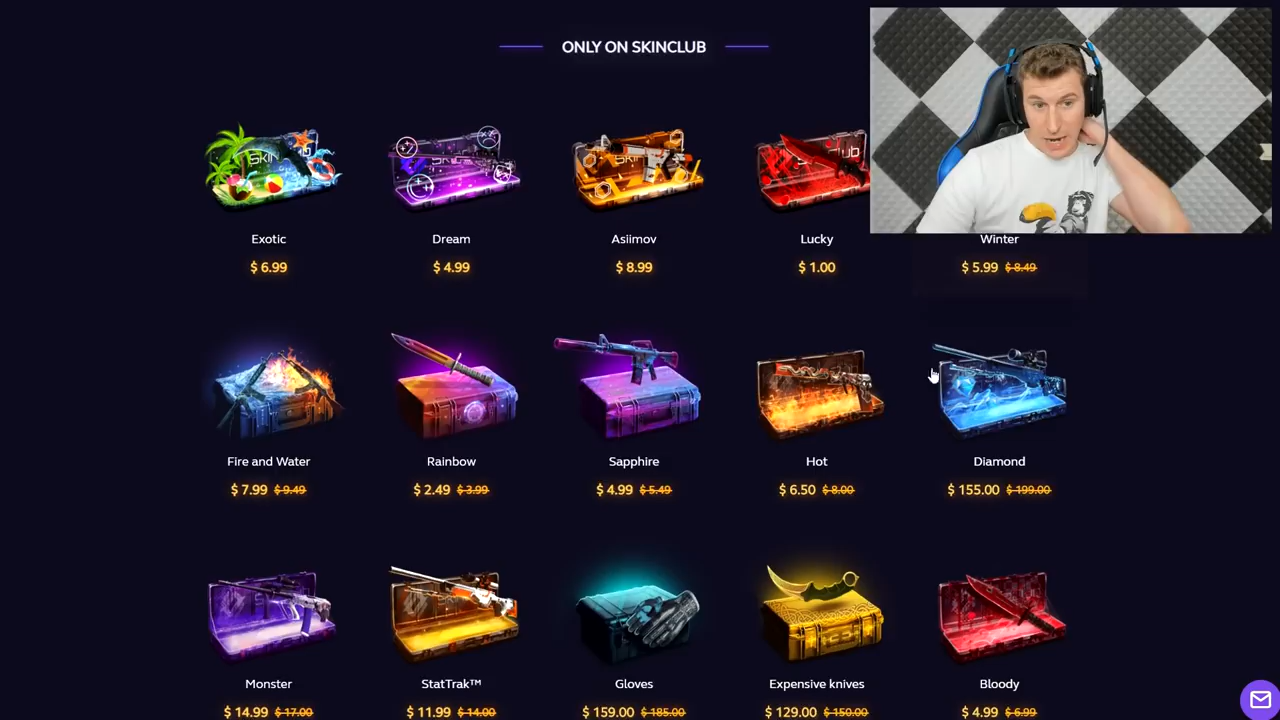 ONLY ON SKINCLUB
Exotic
Dream
Asiimov
Lucky
Winter
$ 6.99
$ 4.99
$ 8.99
$ 1.00
$ 5.99 $ 8.49
Fire and Water
Rainbow
Sapphire
Hot
Diamond
$ 7.99 $ 9.49
$ 2.49 $ 3.99
$ 4.99 $ 5.49
$ 6.50 $ 8.00
$ 155.00 $ 199.00
Monster
StatTrak™
Gloves
Expensive knives
Bloody
$ 14.99 $ 17.00
$ 11.99 $ 14.00
$ 159.00 $ 185.00
$ 129.00 $ 150.00
$ 4.99 $ 6.99